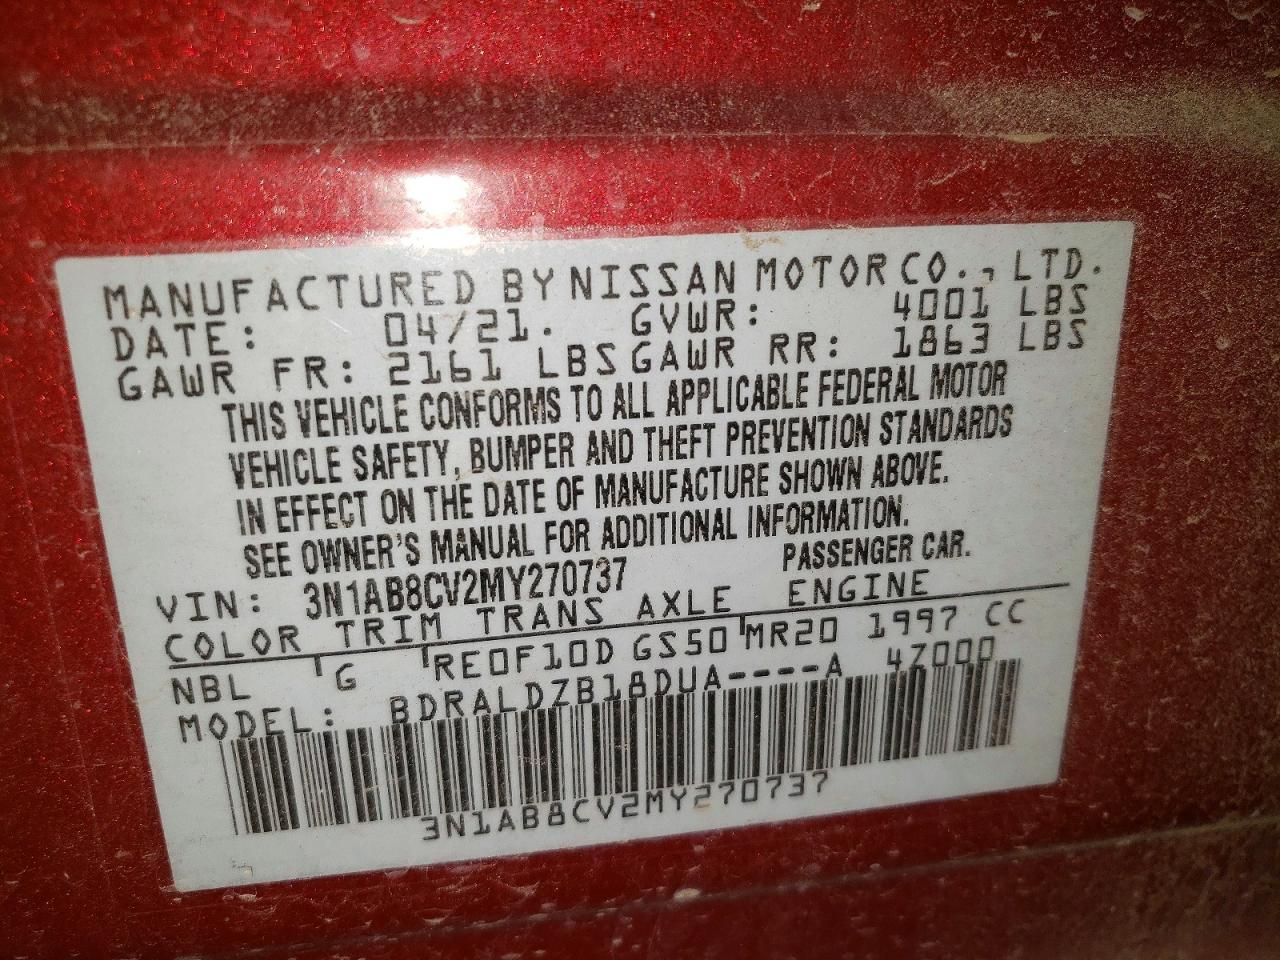 MANUFACTURED BY NISSAN MOTOR CO., LTD.
DATE: 04/21. GVWR: 4001 LBS
GAWR FR: 2161 LBS GAWR RR: 1863 LBS
THIS VEHICLE CONFORMS TO ALL APPLICABLE FEDERAL MOTOR
VEHICLE SAFETY, BUMPER AND THEFT PREVENTION STANDARDS
IN EFFECT ON THE DATE OF MANUFACTURE SHOWN ABOVE.
SEE OWNER'S MANUAL FOR ADDITIONAL INFORMATION.
VIN: 3N1AB8CV2MY270737 PASSENGER CAR.
COLOR TRIM TRANS AXLE ENGINE
NBL G RE0F10D GS50 MR20 1997 CC
MODEL: BDRALDZB18DUA----A 4Z000
3N1AB8CV2MY270737